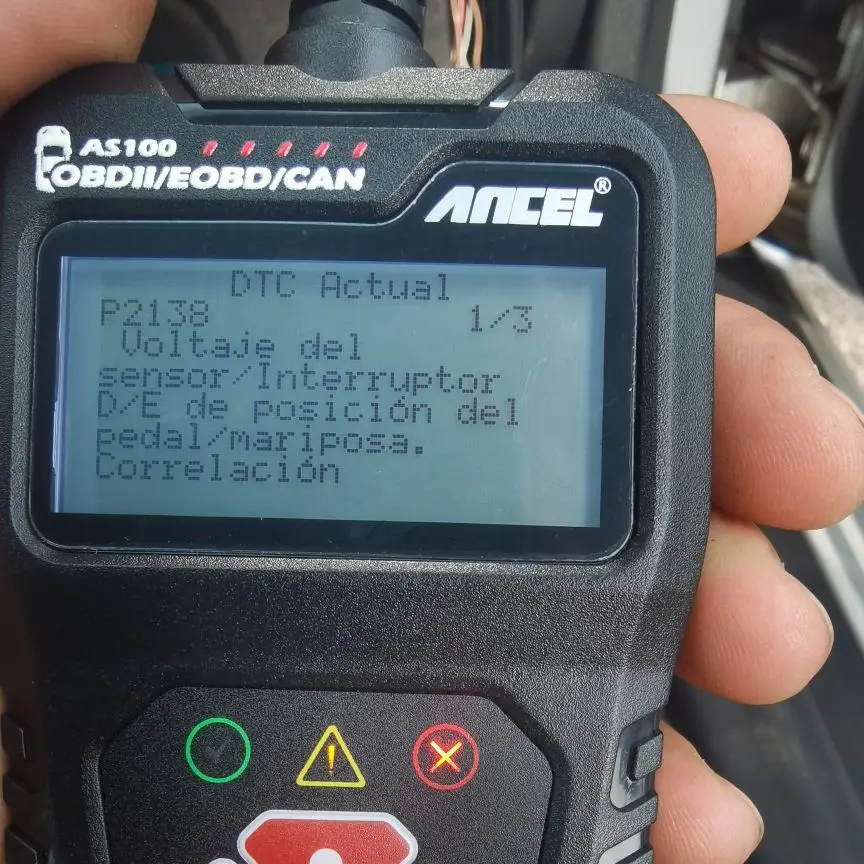 AS100
OBDII/EOBD/CAN
ANCEL®
DTC Actual
P2138 1/3
Voltaje del
sensor/Interruptor
D/E de posición del
pedal/mariposa.
Correlación